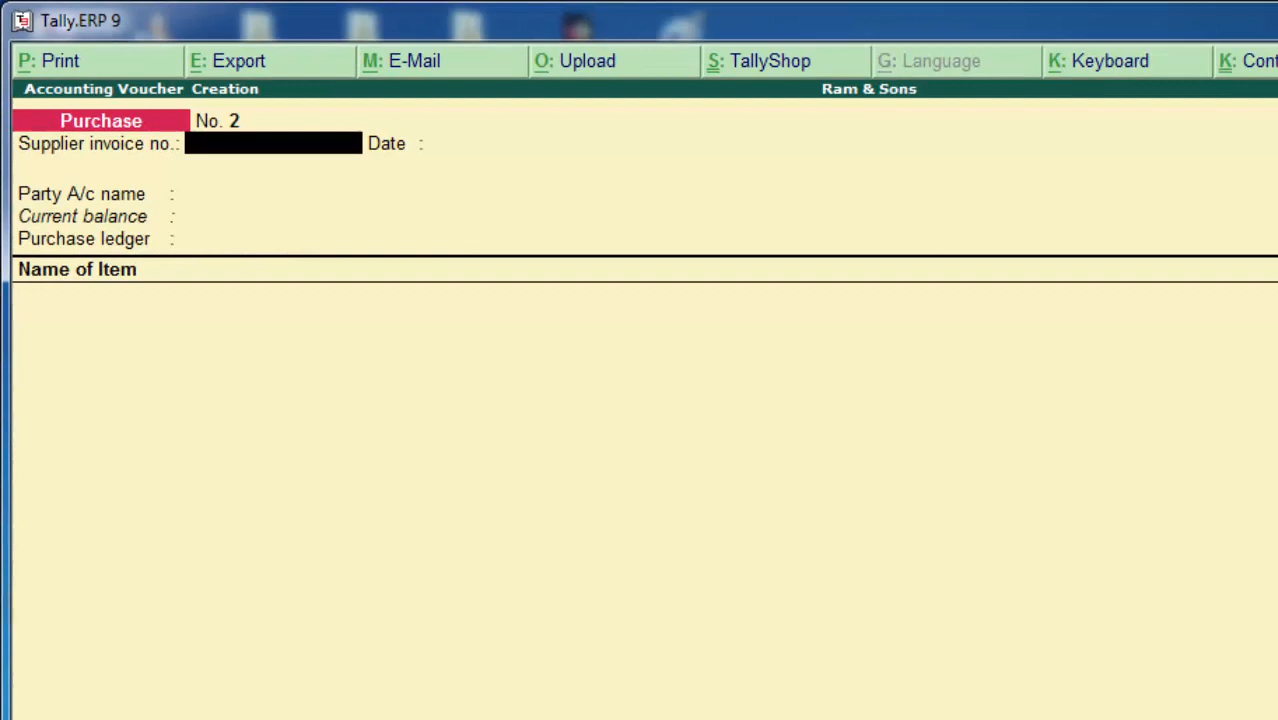 Tally.ERP 9
P: Print E: Export M: E-Mail O: Upload S: TallyShop G: Language K: Keyboard K: Cont
Accounting Voucher Creation Ram & Sons
Purchase No. 2
Supplier invoice no.: Date :
Party A/c name :
Current balance :
Purchase ledger :
Name of Item